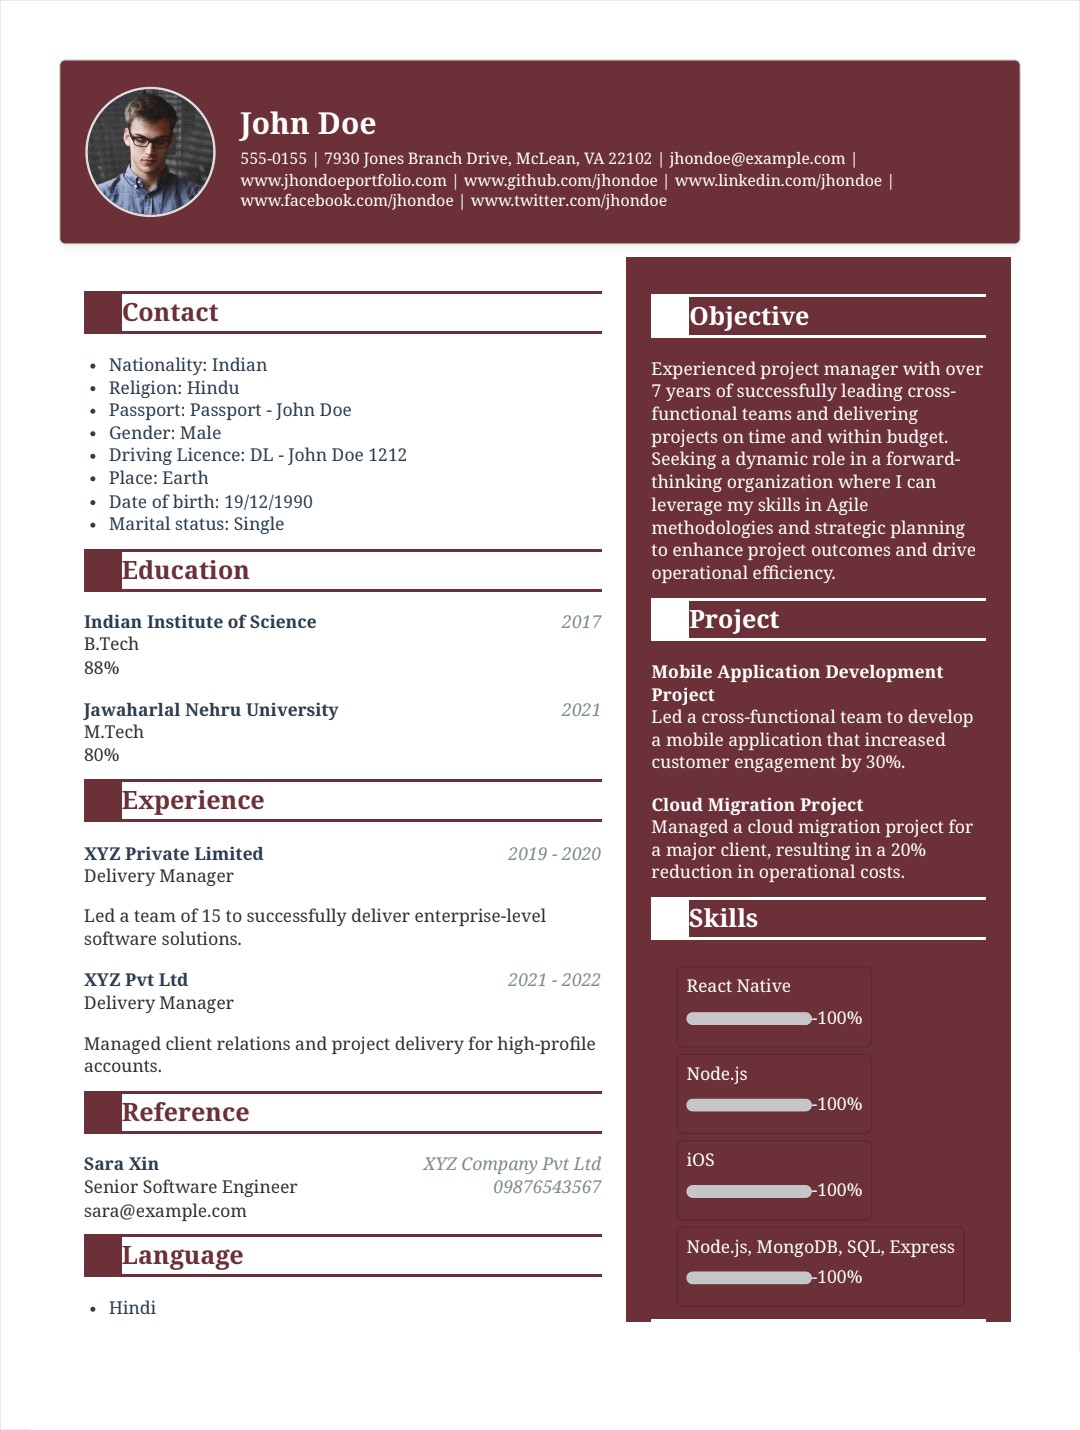 John Doe
555-0155 | 7930 Jones Branch Drive, McLean, VA 22102 | jhondoe@example.com |
www.jhondoeportfolio.com | www.github.com/jhondoe | www.linkedin.com/jhondoe |
www.facebook.com/jhondoe | www.twitter.com/jhondoe
Contact
• Nationality: Indian
• Religion: Hindu
• Passport: Passport - John Doe
• Gender: Male
• Driving Licence: DL - John Doe 1212
• Place: Earth
• Date of birth: 19/12/1990
• Marital status: Single
Education
Indian Institute of Science 2017
B.Tech
88%
Jawaharlal Nehru University 2021
M.Tech
80%
Experience
XYZ Private Limited 2019 - 2020
Delivery Manager
Led a team of 15 to successfully deliver enterprise-level
software solutions.
XYZ Pvt Ltd 2021 - 2022
Delivery Manager
Managed client relations and project delivery for high-profile
accounts.
Reference
Sara Xin XYZ Company Pvt Ltd
Senior Software Engineer 09876543567
sara@example.com
Language
• Hindi
Objective
Experienced project manager with over
7 years of successfully leading cross-
functional teams and delivering
projects on time and within budget.
Seeking a dynamic role in a forward-
thinking organization where I can
leverage my skills in Agile
methodologies and strategic planning
to enhance project outcomes and drive
operational efficiency.
Project
Mobile Application Development
Project
Led a cross-functional team to develop
a mobile application that increased
customer engagement by 30%.
Cloud Migration Project
Managed a cloud migration project for
a major client, resulting in a 20%
reduction in operational costs.
Skills
React Native
-100%
Node.js
-100%
iOS
-100%
Node.js, MongoDB, SQL, Express
-100%